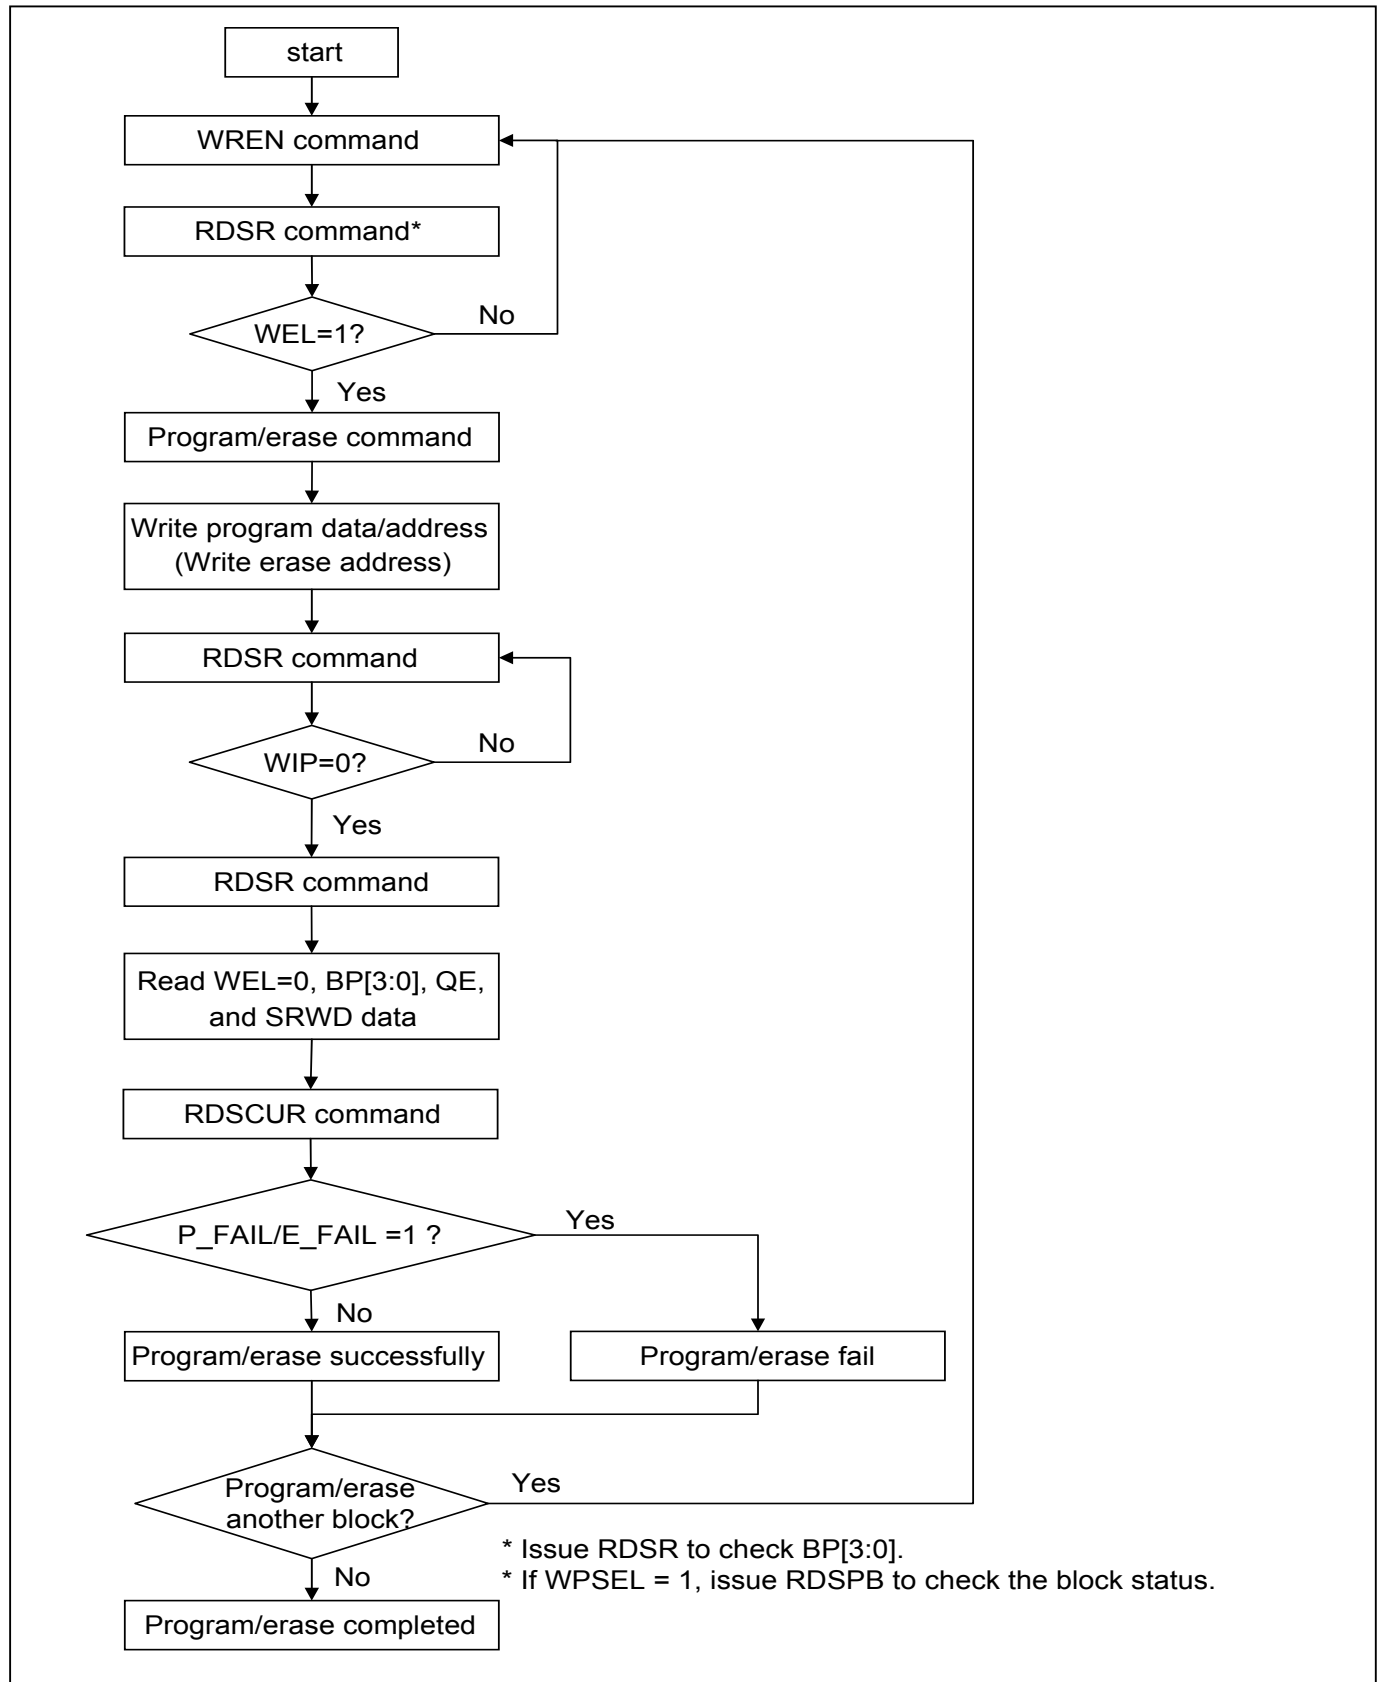 start
WREN command
RDSR command*
WEL=1?
No
Yes
Program/erase command
Write program data/address
(Write erase address)
RDSR command
WIP=0?
No
Yes
RDSR command
Read WEL=0, BP[3:0], QE,
and SRWD data
RDSCUR command
P_FAIL/E_FAIL =1 ?
Yes
No
Program/erase successfully
Program/erase fail
Program/erase
another block?
Yes
* Issue RDSR to check BP[3:0].
* If WPSEL = 1, issue RDSPB to check the block status.
No
Program/erase completed